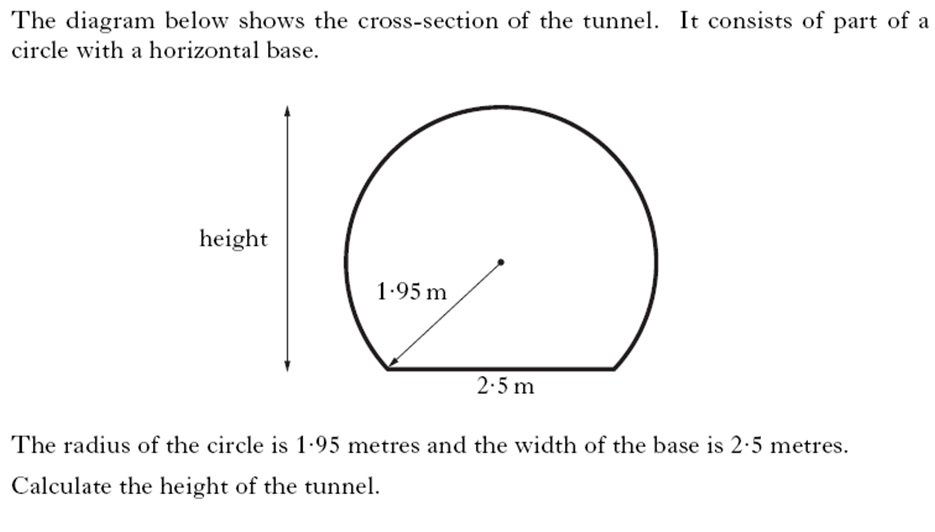 The diagram below shows the cross-section of the tunnel. It consists of part of a
circle with a horizontal base.
height
1·95 m
2·5 m
The radius of the circle is 1·95 metres and the width of the base is 2·5 metres.
Calculate the height of the tunnel.